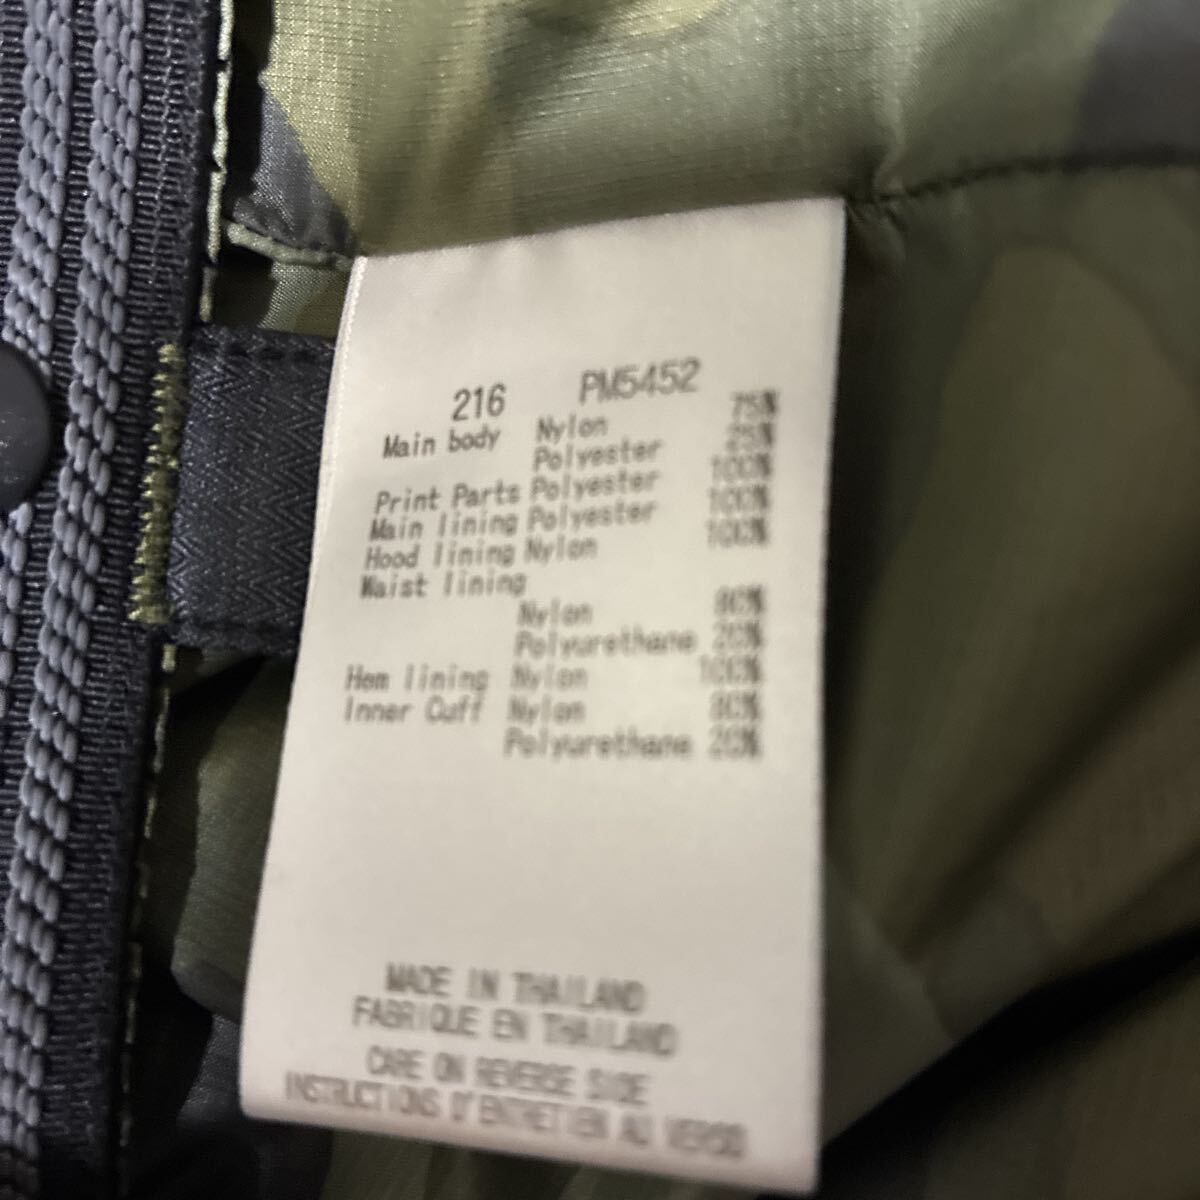 216 PM5452
Main body Nylon 75%
Polyester 25%
Print Parts Polyester 100%
Main lining Polyester 100%
Hood lining Nylon 100%
Waist lining
Nylon 80%
Polyurethane 20%
Hem lining Nylon 100%
Inner Cuff Nylon 80%
Polyurethane 20%
MADE IN THAILAND
FABRIQUE EN THAILAND
CARE ON REVERSE SIDE
INSTRUCTIONS D'ENTRETIEN AU VERSO